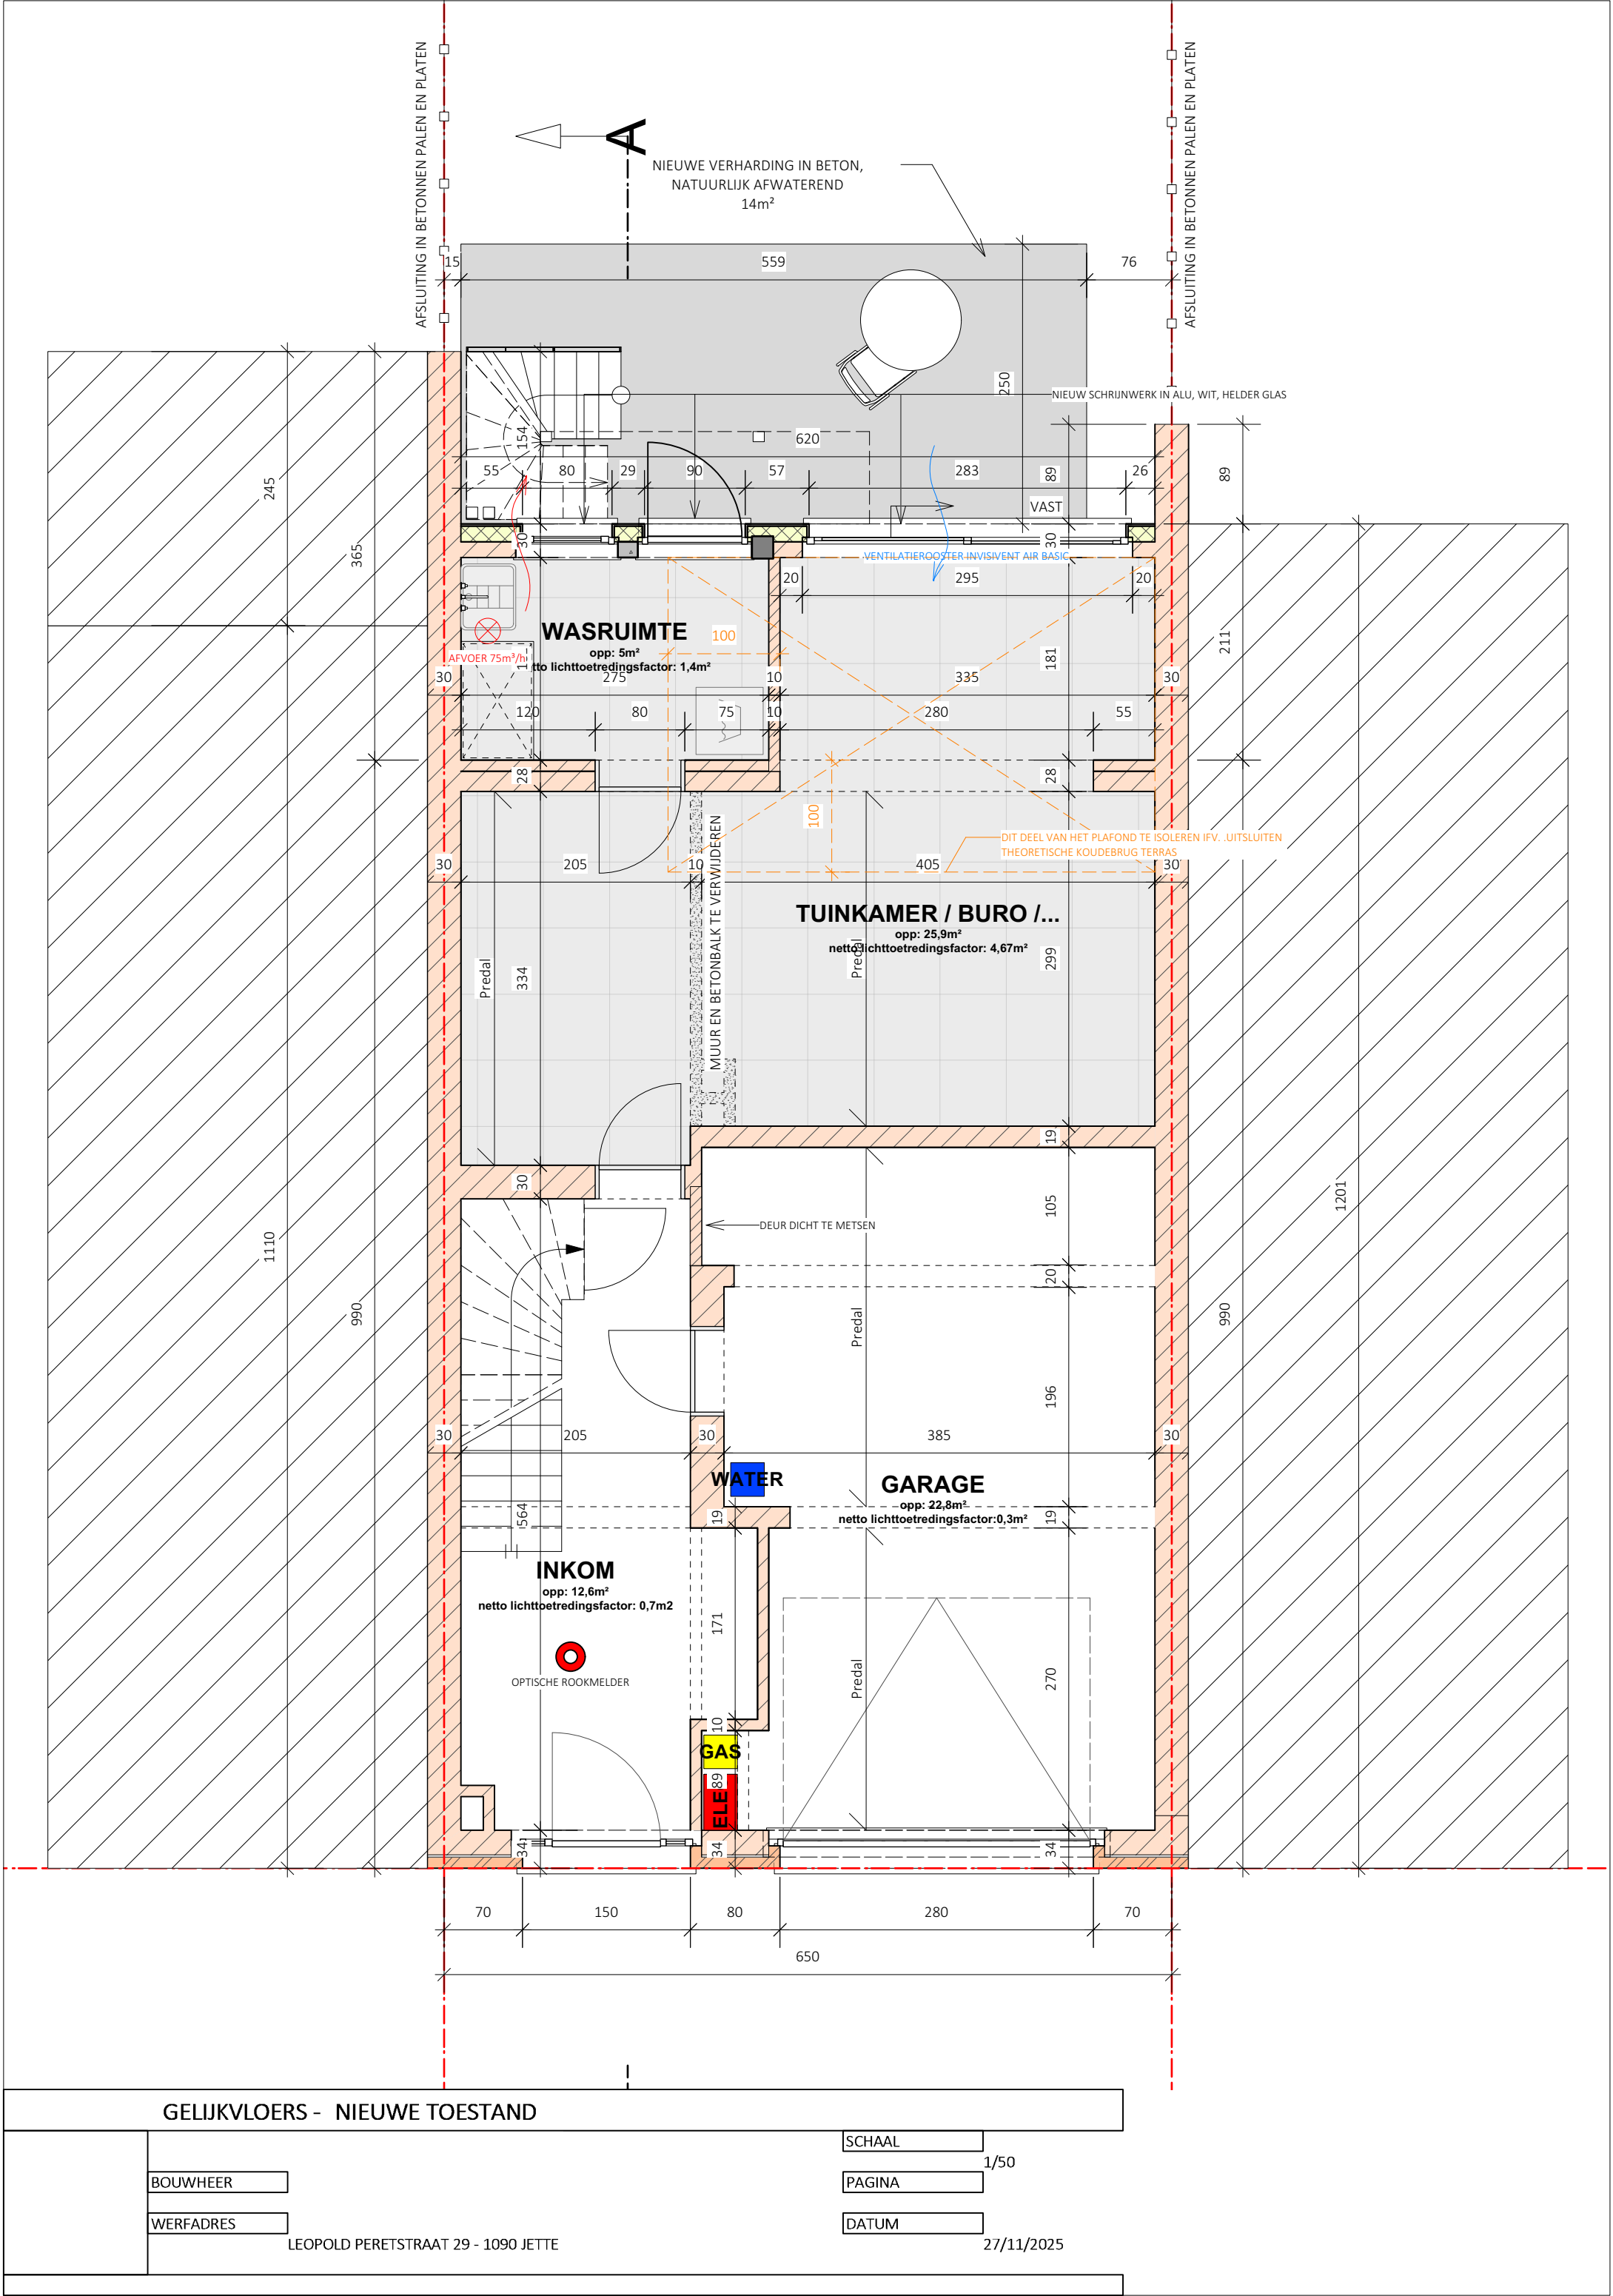 AFSLUITING IN BETONNEN PALEN EN PLATEN
AFSLUITING IN BETONNEN PALEN EN PLATEN
A
NIEUWE VERHARDING IN BETON,
NATUURLIJK AFWATEREND
14m²
15
559
76
250
NIEUW SCHRIJNWERK IN ALU, WIT, HELDER GLAS
154
620
55
80
29
90
57
283
89
26
89
VAST
245
365
30
30
VENTILATIEROOSTER INVISIVENT AIR BASIC
20
295
20
WASRUIMTE
opp: 5m²
tto lichttoetredingsfactor: 1,4m²
AFVOER 75m³/h
100
181
211
30
275
10
335
30
120
80
75
10
280
55
28
28
100
MUUR EN BETONBALK TE VERWIJDEREN
DIT DEEL VAN HET PLAFOND TE ISOLEREN IFV. .UITSLUITEN
THEORETISCHE KOUDEBRUG TERRAS
30
205
10
405
30
TUINKAMER / BURO /...
opp: 25,9m²
netto lichttoetredingsfactor: 4,67m²
Predal
334
Predal
299
19
30
DEUR DICHT TE METSEN
105
20
1201
1110
990
Predal
990
196
30
205
30
385
30
WATER
GARAGE
opp: 22,8m²
netto lichttoetredingsfactor:0,3m²
564
19
19
INKOM
opp: 12,6m²
netto lichttoetredingsfactor: 0,7m2
171
OPTISCHE ROOKMELDER
Predal
270
10
GAS
89
ELE
34
34
34
70
150
80
280
70
650
GELIJKVLOERS - NIEUWE TOESTAND
SCHAAL
1/50
BOUWHEER
PAGINA
WERFADRES
DATUM
LEOPOLD PERETSTRAAT 29 - 1090 JETTE
27/11/2025